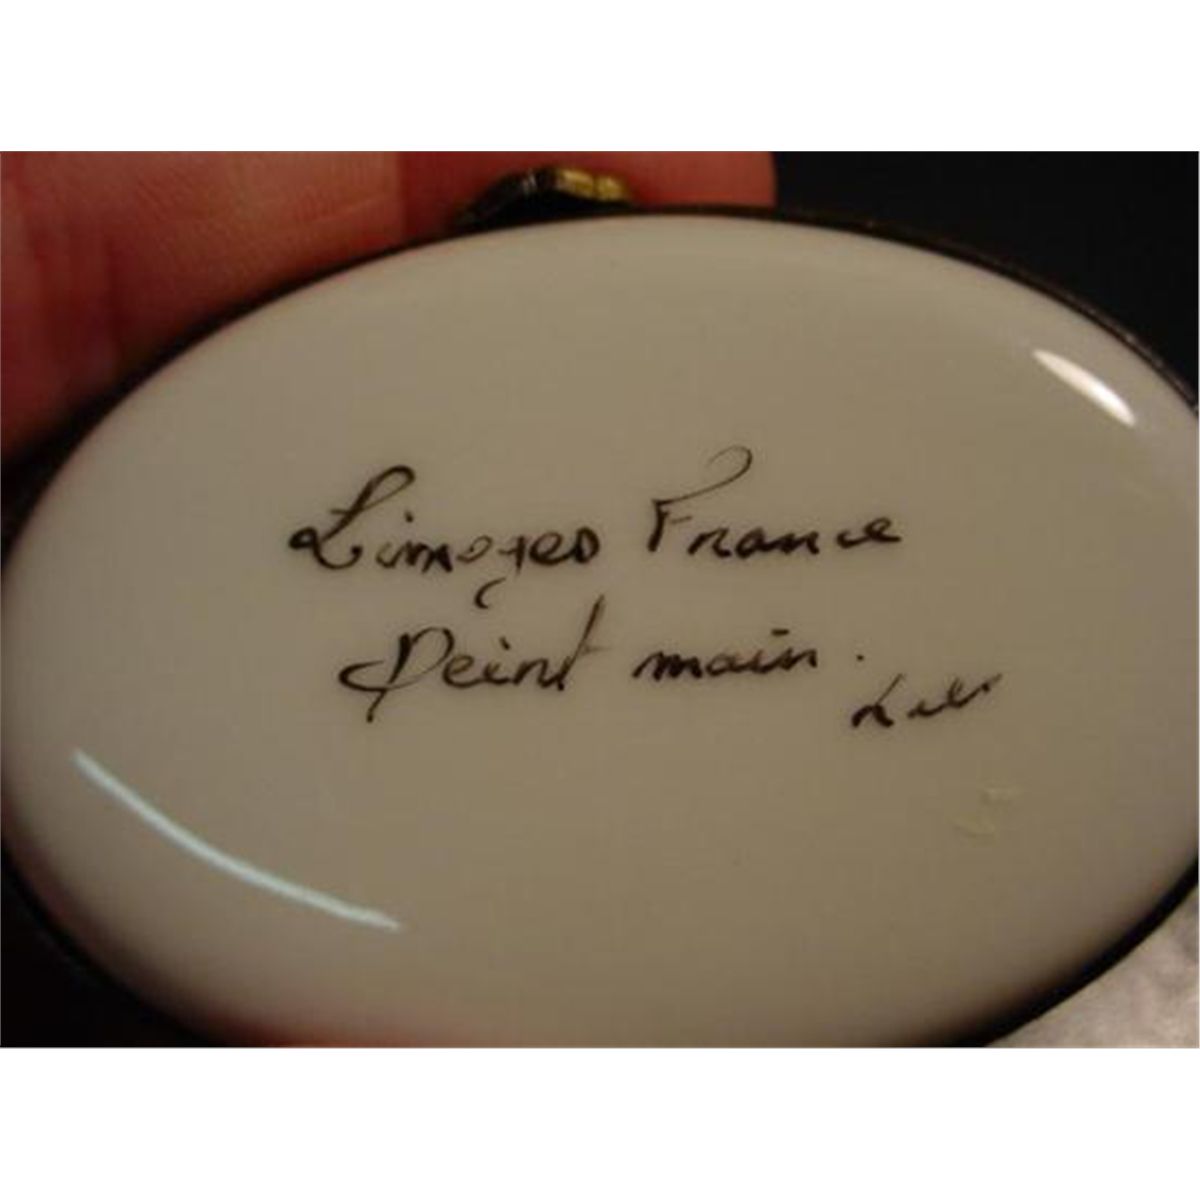 Limoges France
Peint main.